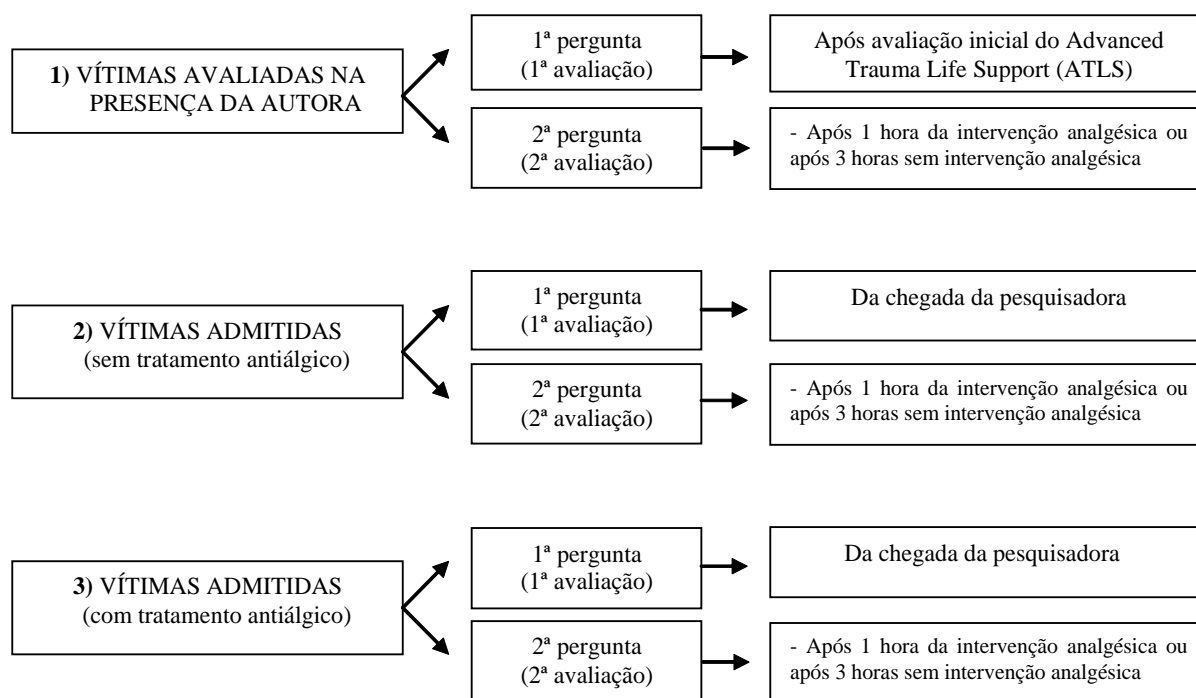 1) VÍTIMAS AVALIADAS NA
PRESENÇA DA AUTORA
1ª pergunta
(1ª avaliação)
Após avaliação inicial do Advanced
Trauma Life Support (ATLS)
2ª pergunta
(2ª avaliação)
- Após 1 hora da intervenção analgésica ou
após 3 horas sem intervenção analgésica
2) VÍTIMAS ADMITIDAS
(sem tratamento antiálgico)
1ª pergunta
(1ª avaliação)
Da chegada da pesquisadora
2ª pergunta
(2ª avaliação)
- Após 1 hora da intervenção analgésica ou
após 3 horas sem intervenção analgésica
3) VÍTIMAS ADMITIDAS
(com tratamento antiálgico)
1ª pergunta
(1ª avaliação)
Da chegada da pesquisadora
2ª pergunta
(2ª avaliação)
- Após 1 hora da intervenção analgésica ou
após 3 horas sem intervenção analgésica